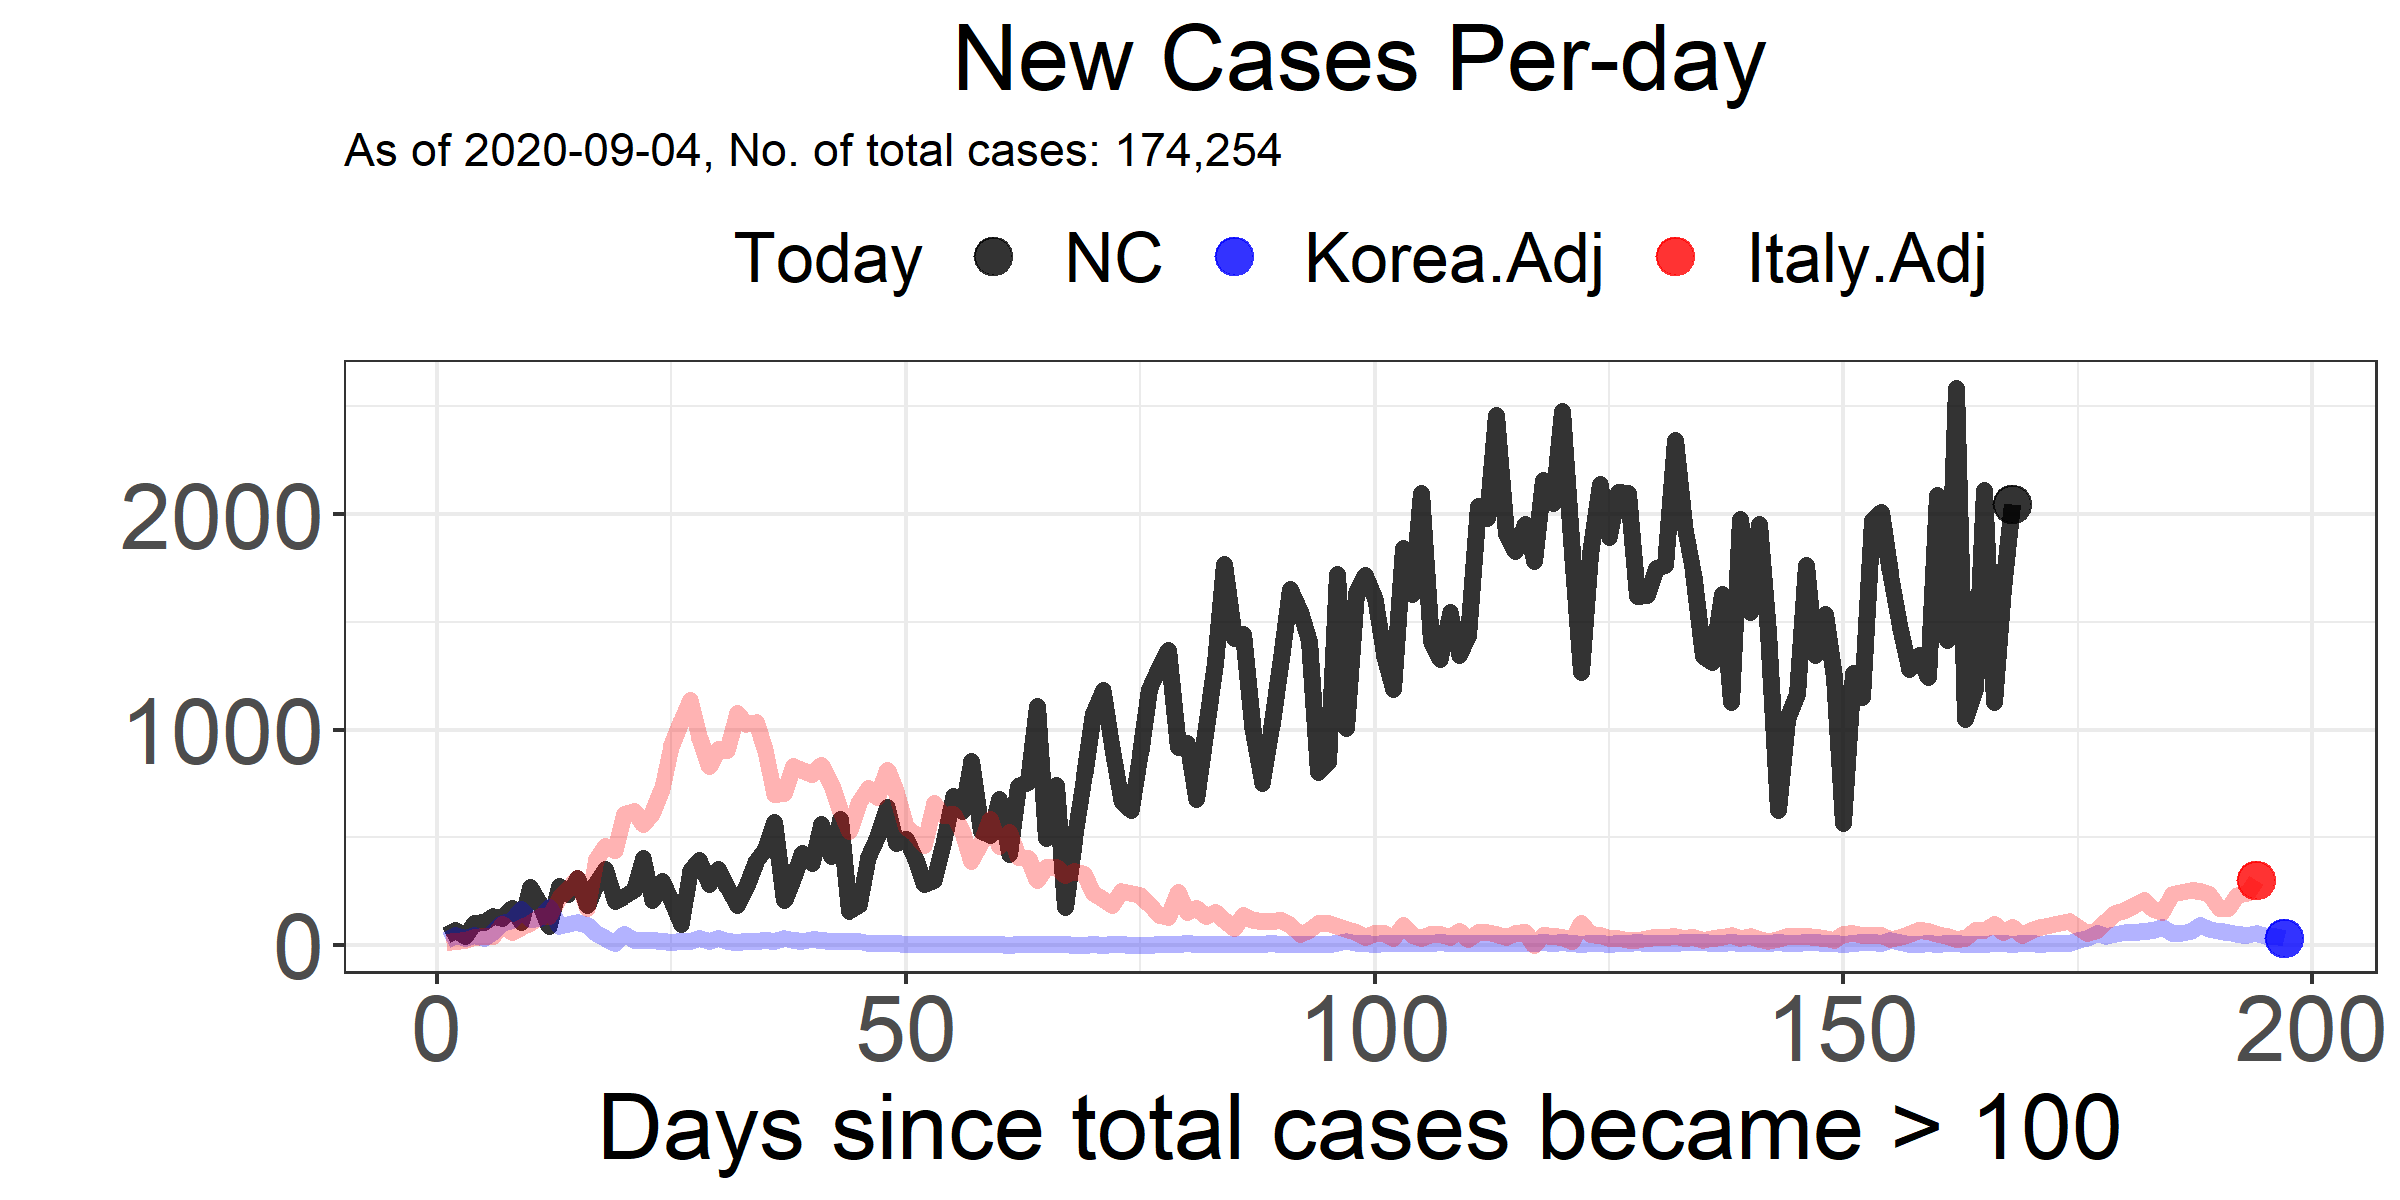 New Cases Per-day
As of 2020-09-04, No. of total cases: 174,254
Today NC Korea.Adj Italy.Adj
2000
1000
0
0 50 100 150 200
Days since total cases became > 100